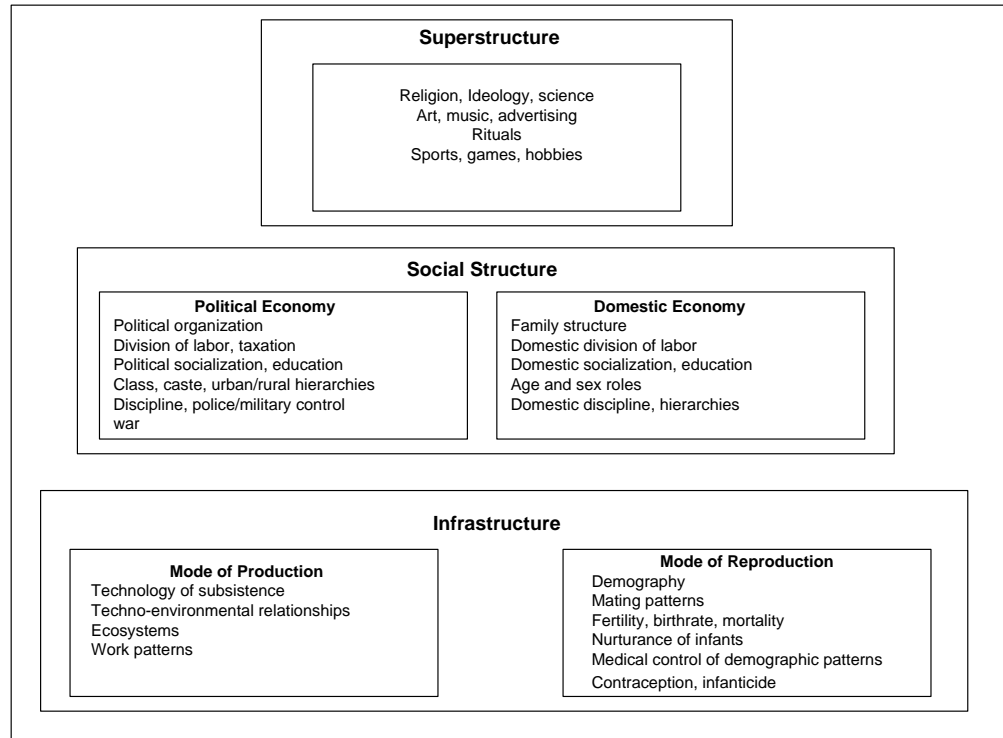 Superstructure
Religion, Ideology, science
Art, music, advertising
Rituals
Sports, games, hobbies
Social Structure
Political Economy
Political organization
Division of labor, taxation
Political socialization, education
Class, caste, urban/rural hierarchies
Discipline, police/military control
war
Domestic Economy
Family structure
Domestic division of labor
Domestic socialization, education
Age and sex roles
Domestic discipline, hierarchies
Infrastructure
Mode of Production
Technology of subsistence
Techno-environmental relationships
Ecosystems
Work patterns
Mode of Reproduction
Demography
Mating patterns
Fertility, birthrate, mortality
Nurturance of infants
Medical control of demographic patterns
Contraception, infanticide